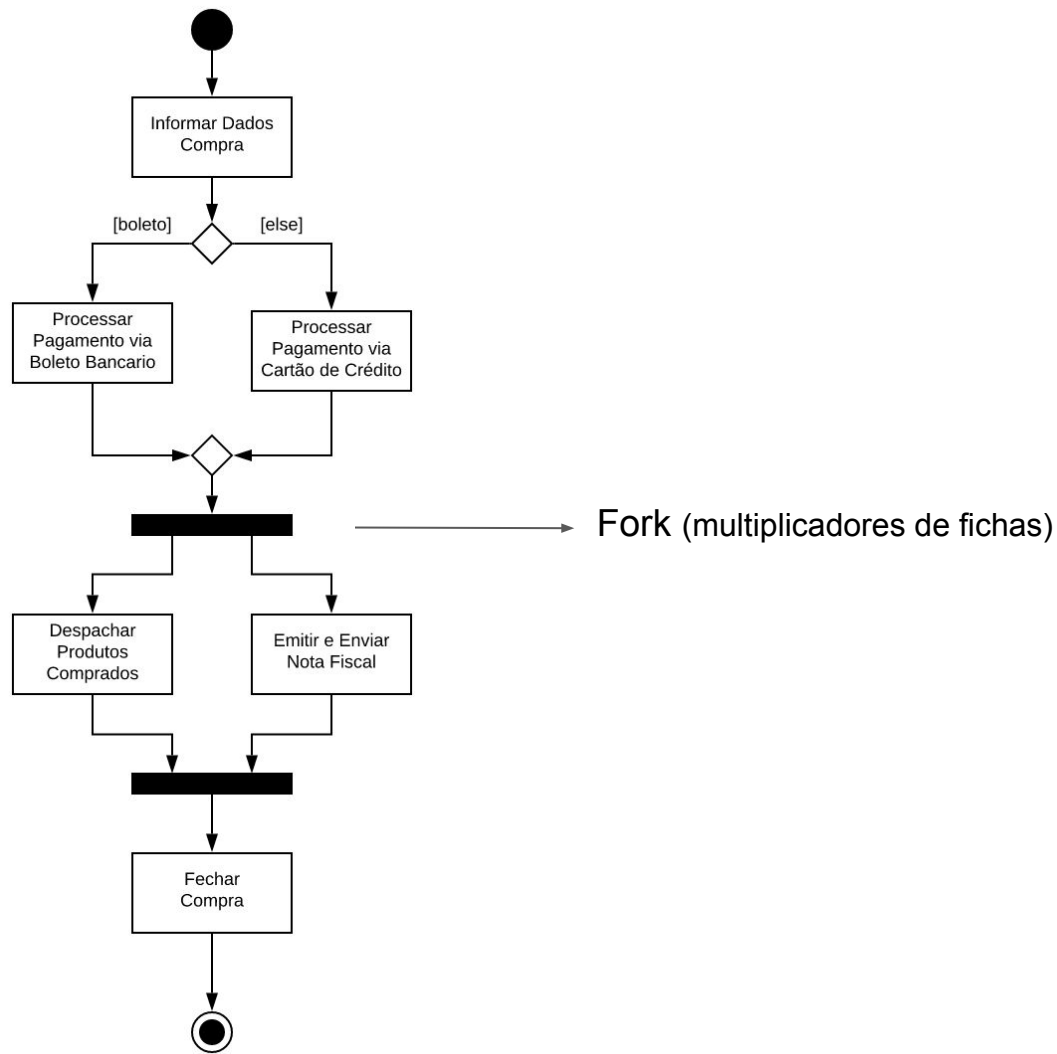 Informar Dados
Compra
[boleto]
[else]
Processar
Pagamento via
Boleto Bancario
Processar
Pagamento via
Cartão de Crédito
Fork (multiplicadores de fichas)
Despachar
Produtos
Comprados
Emitir e Enviar
Nota Fiscal
Fechar
Compra